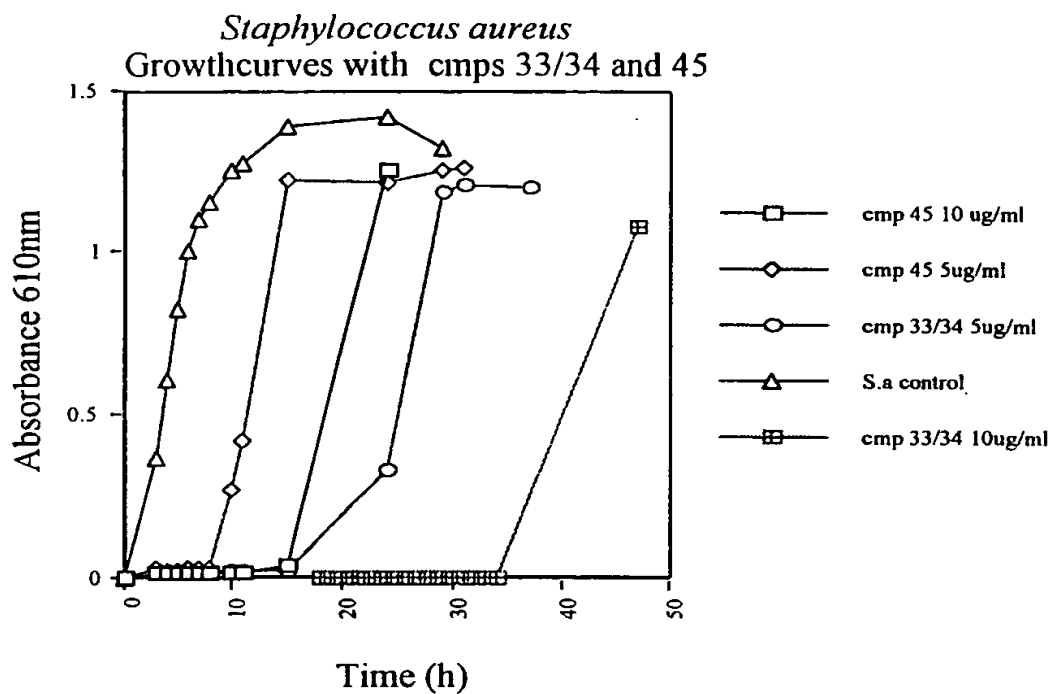 Staphylococcus aureus
Growthcurves with cmps 33/34 and 45
1.5
1
0.5
0
Absorbance 610nm
0
10
20
30
40
50
Time (h)
cmp 45 10 ug/ml
cmp 45 5ug/ml
cmp 33/34 5ug/ml
S.a control
cmp 33/34 10ug/ml